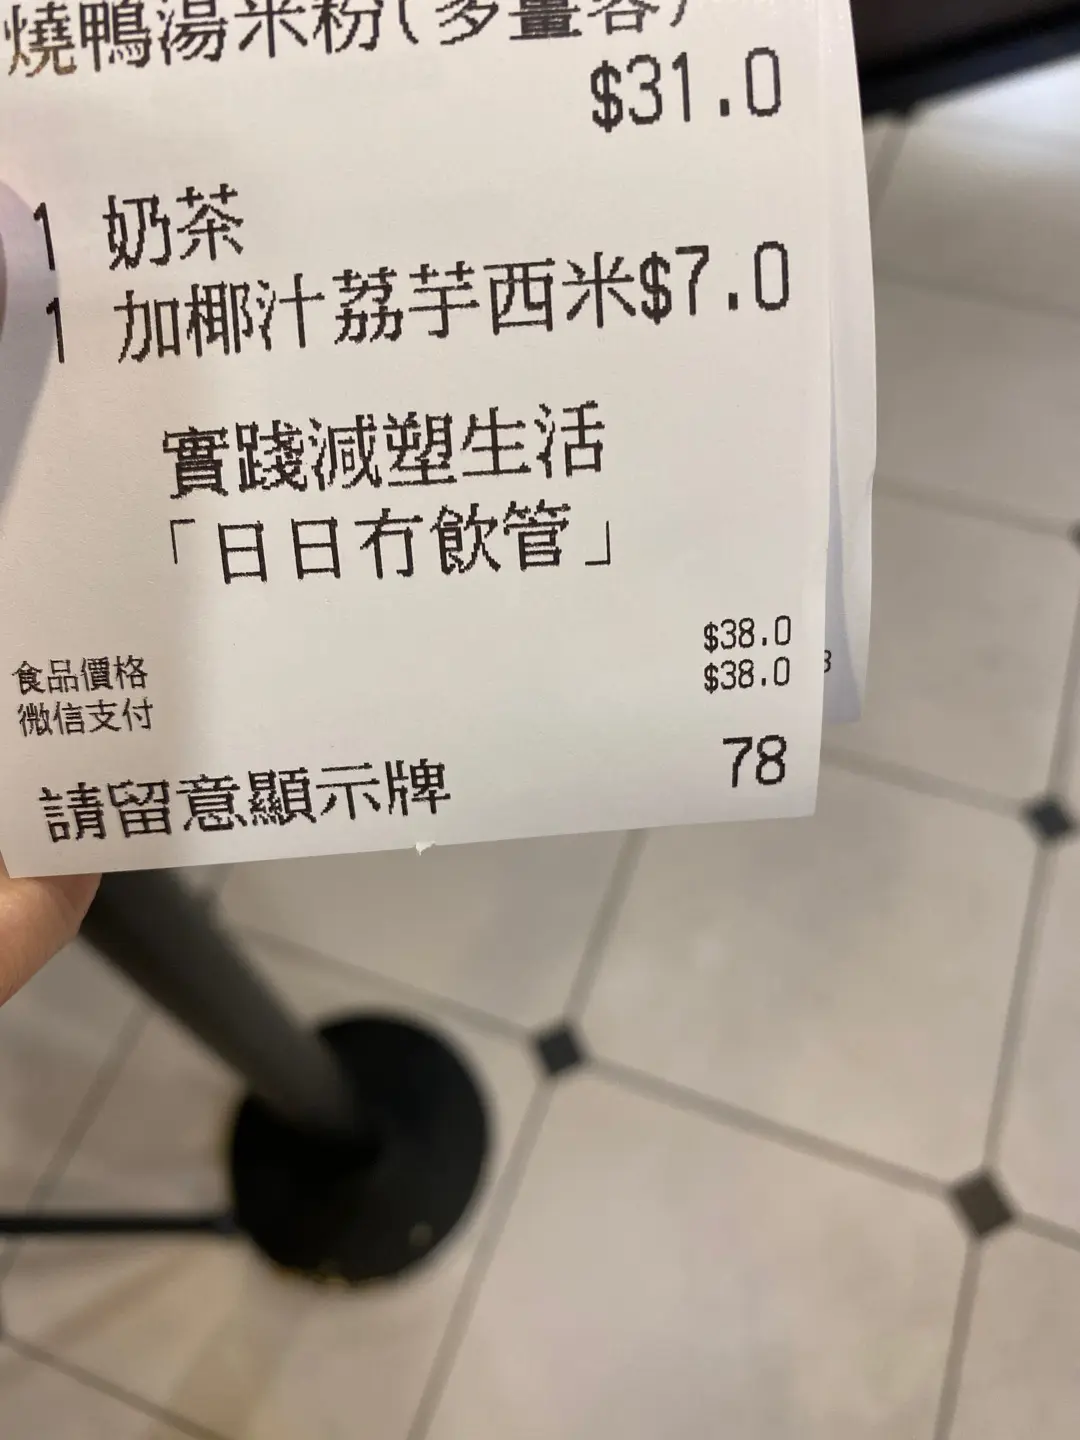 燒鴨湯米粉(多
$31.0
1 奶茶
1 加椰汁荔芋西米$7.0
實踐減塑生活
「日日冇飲管」
食品價格 $38.0
微信支付 $38.0
請留意顯示牌 78